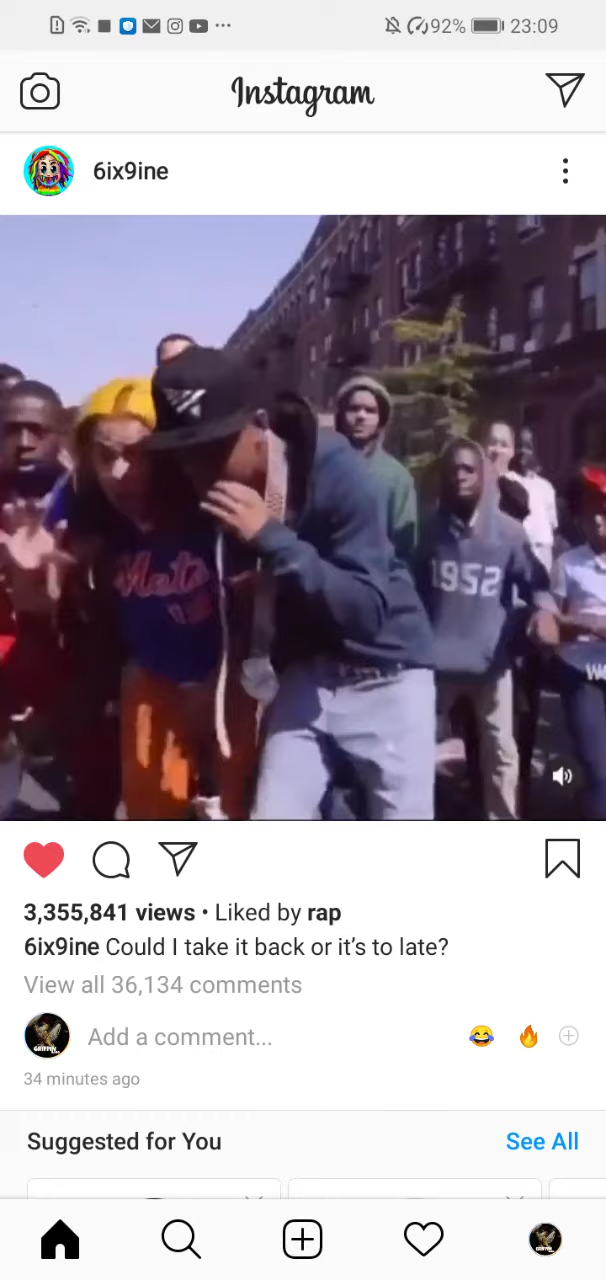 92% 23:09
Instagram
6ix9ine
Mets
1952
3,355,841 views • Liked by rap
6ix9ine Could I take it back or it's to late?
View all 36,134 comments
Add a comment...
34 minutes ago
Suggested for You
See All